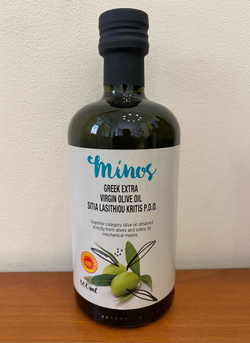 minos
GREEK EXTRA
VIRGIN OLIVE OIL
SITIA LASITHIOU KRITIS P.D.O.
Superior category olive oil obtained
directly from olives and solely by
mechanical means.
500ml